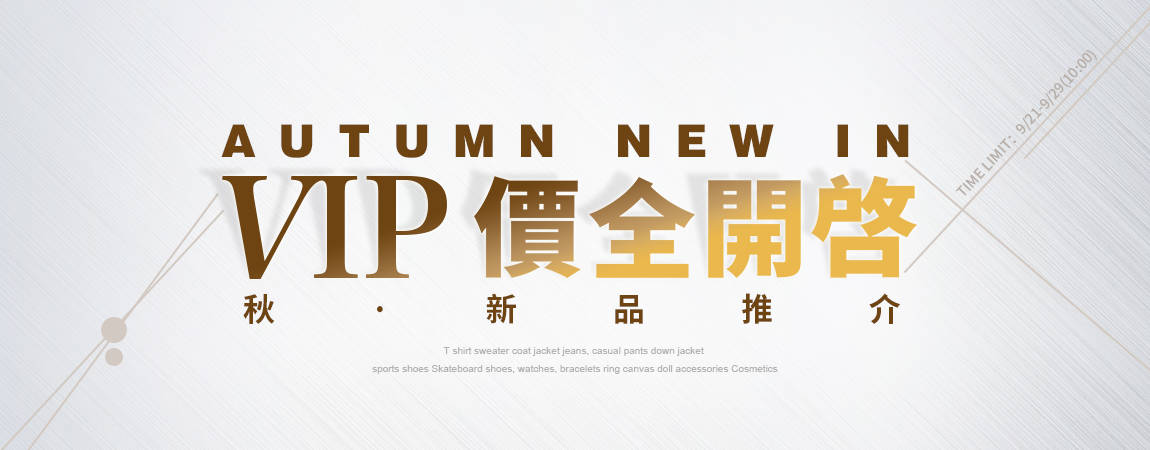 AUTUMN NEW IN
VIP 價全開啓
秋·新品推介
T shirt sweater coat jacket jeans, casual pants down jacket
sports shoes Skateboard shoes, watches, bracelets ring canvas doll accessories Cosmetics
TIME LIMIT: 9/21-9/29(10:00)